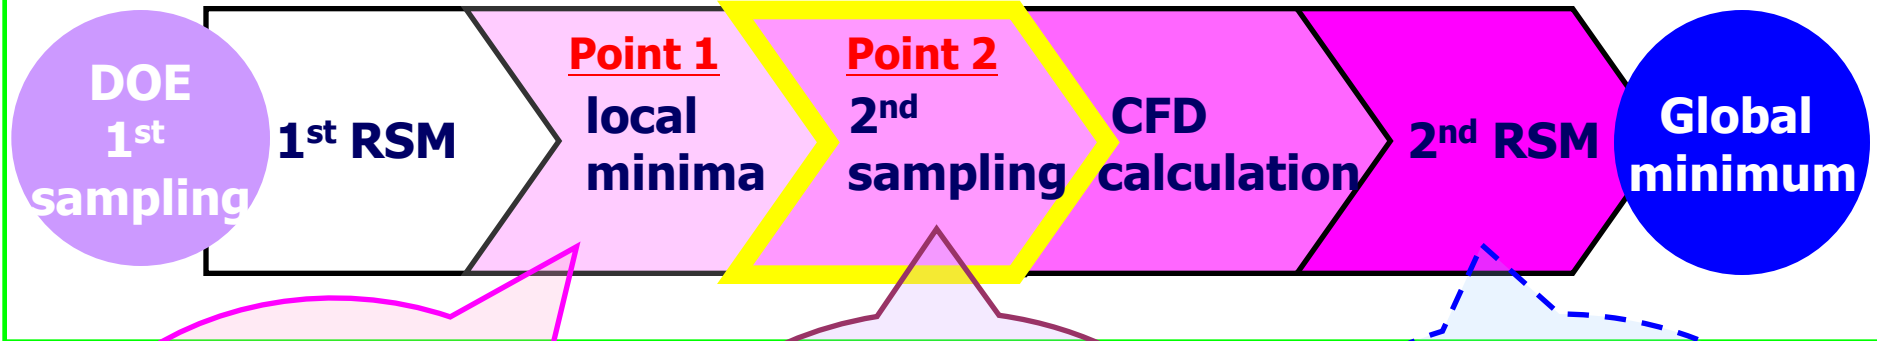 DOE
1st
sampling
1st RSM
Point 1
local
minima
Point 2
2nd
sampling
CFD
calculation
2nd RSM
Global
minimum